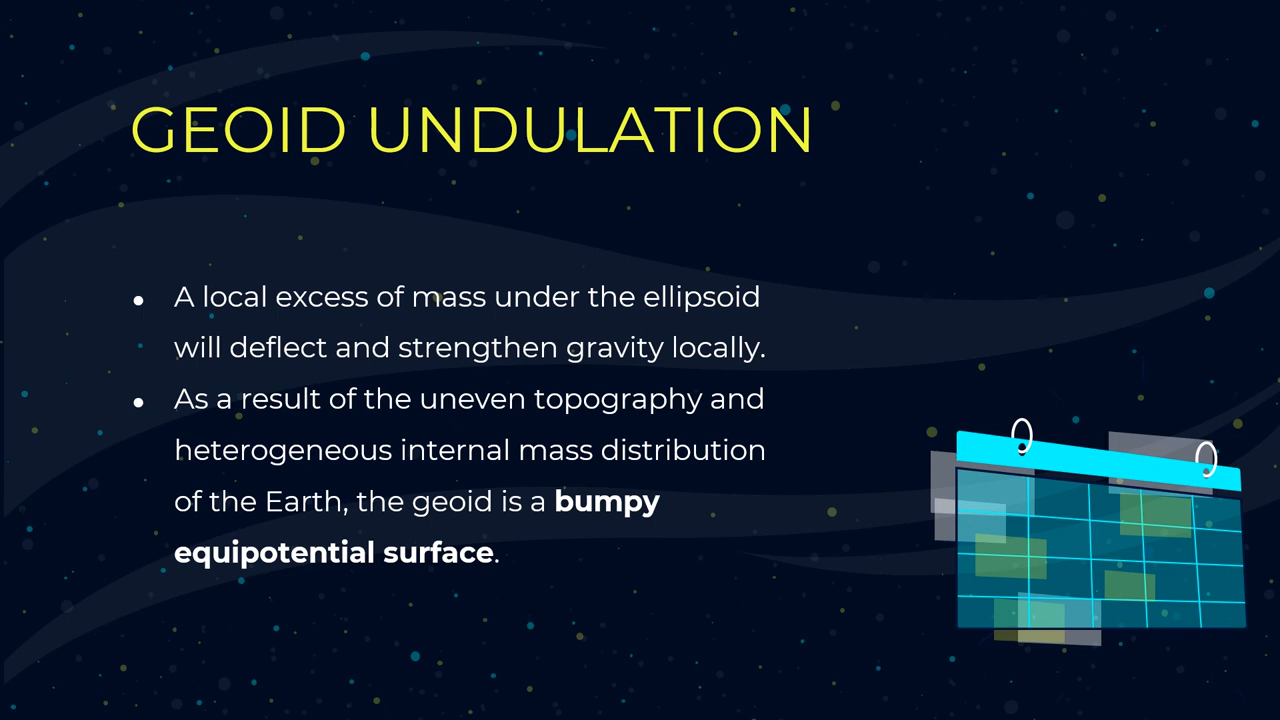 GEOID UNDULATION
● A local excess of mass under the ellipsoid
will deflect and strengthen gravity locally.
● As a result of the uneven topography and
heterogeneous internal mass distribution
of the Earth, the geoid is a bumpy
equipotential surface.